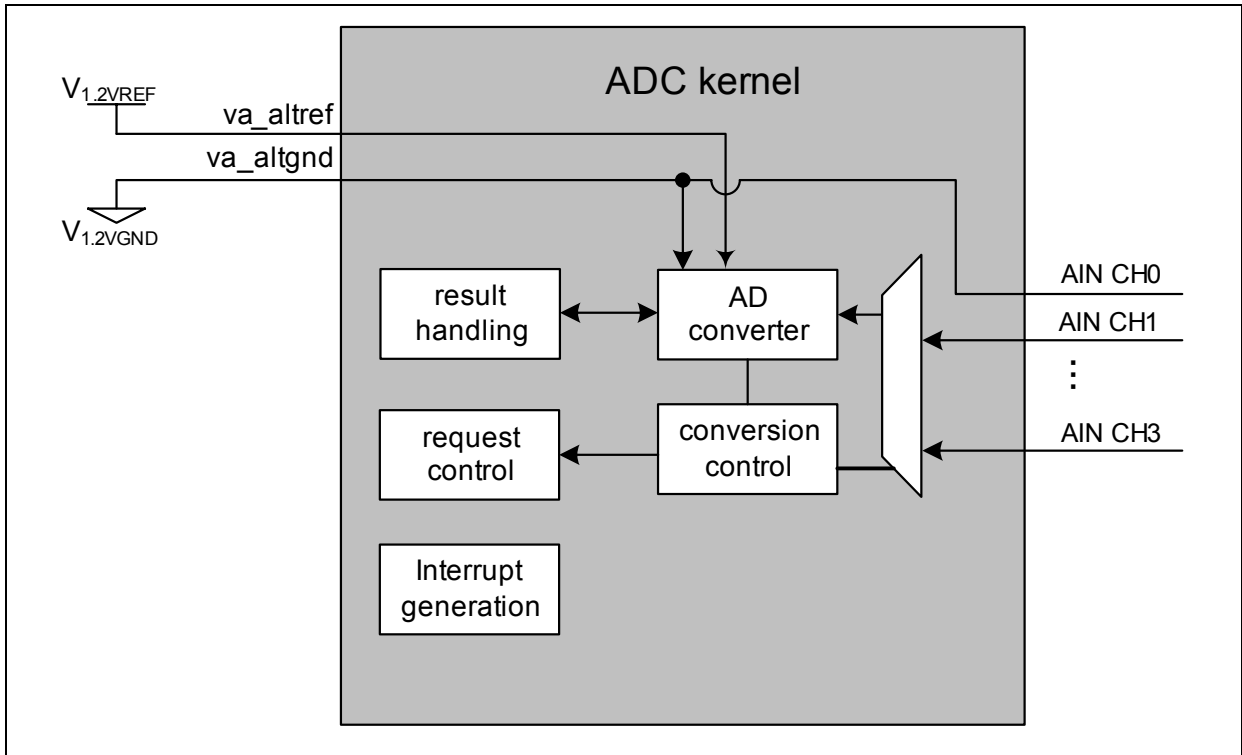 ADC kernel
V1.2VREF
va_altref
va_altgnd
V1.2VGND
result
handling
AD
converter
AIN CH0
AIN CH1
⋮
AIN CH3
request
control
conversion
control
Interrupt
generation